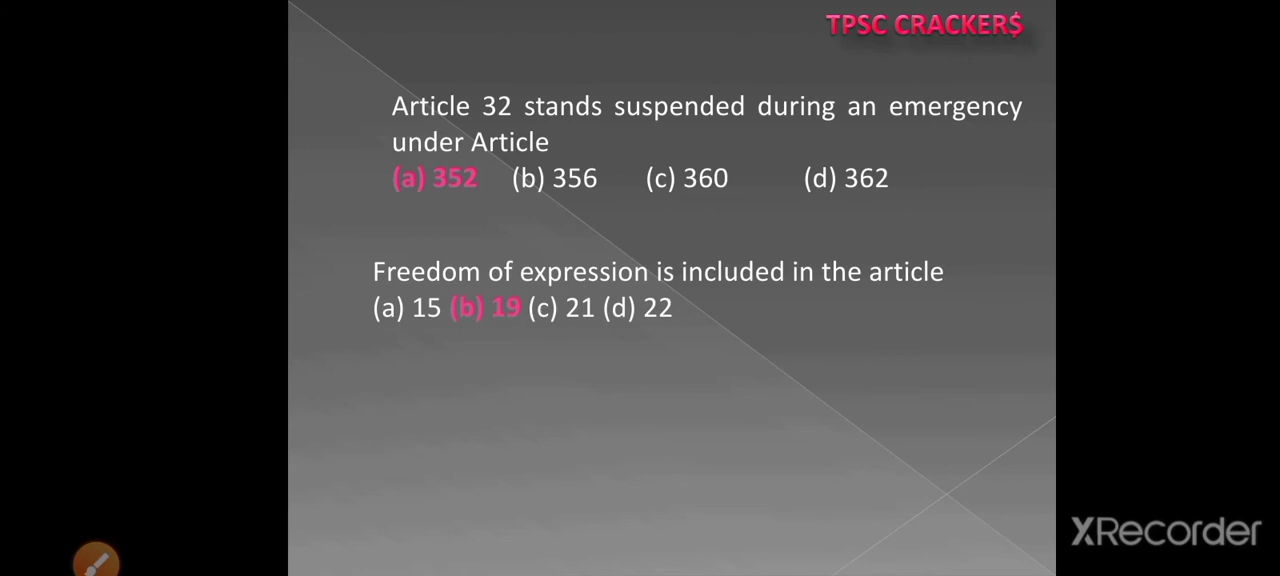 TPSC CRACKER$
Article 32 stands suspended during an emergency
under Article
(a) 352 (b) 356 (c) 360 (d) 362
Freedom of expression is included in the article
(a) 15 (b) 19 (c) 21 (d) 22
XRecorder